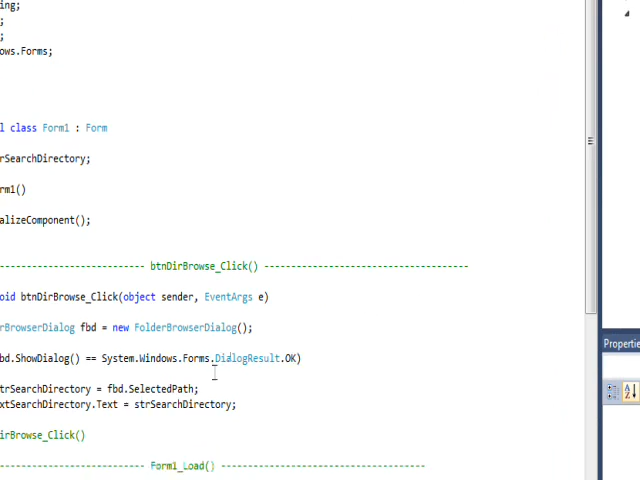 ing;
;
;
ows.Forms;
l class Form1 : Form
rSearchDirectory;
rm1()
alizeComponent();
------------------------- btnDirBrowse_Click() -----------------------------------
oid btnDirBrowse_Click(object sender, EventArgs e)
rBrowserDialog fbd = new FolderBrowserDialog();
bd.ShowDialog() == System.Windows.Forms.DialogResult.OK)
trSearchDirectory = fbd.SelectedPath;
xtSearchDirectory.Text = strSearchDirectory;
irBrowse_Click()
------------------------- Form1_Load() -----------------------------------
Propertie